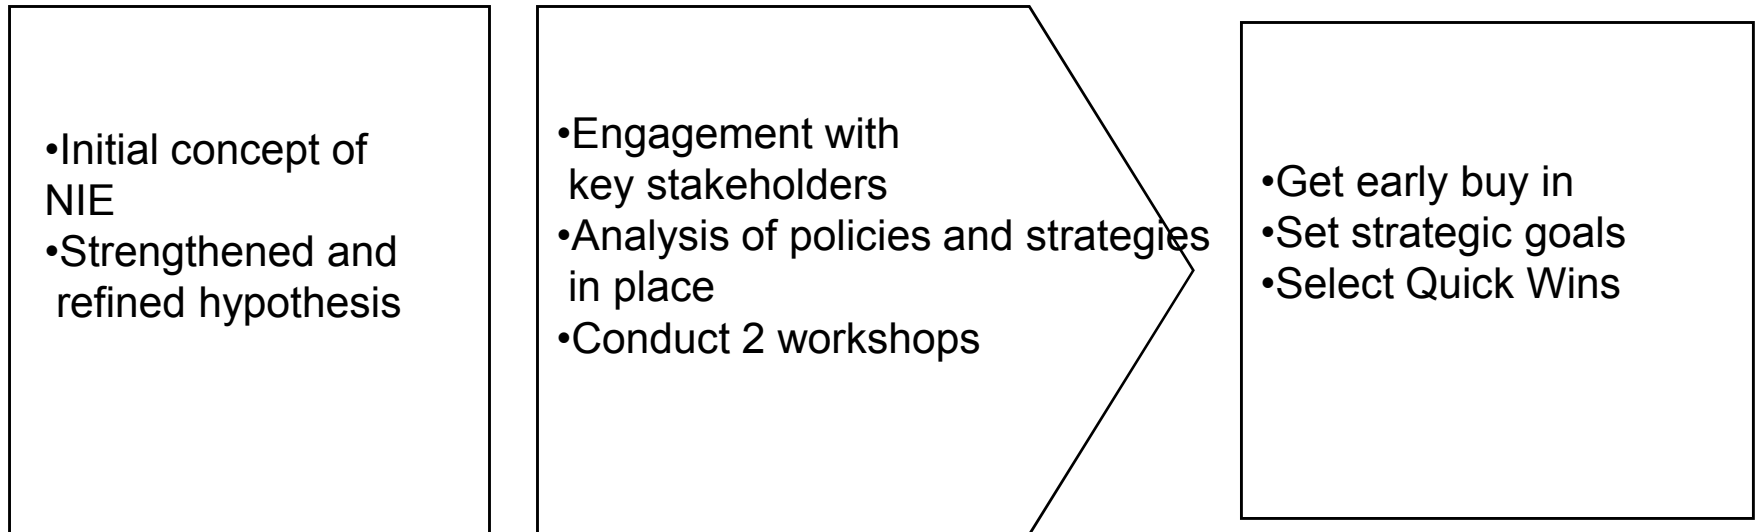 •Initial concept of
NIE
•Strengthened and
refined hypothesis
•Engagement with
key stakeholders
•Analysis of policies and strategies
in place
•Conduct 2 workshops
•Get early buy in
•Set strategic goals
•Select Quick Wins